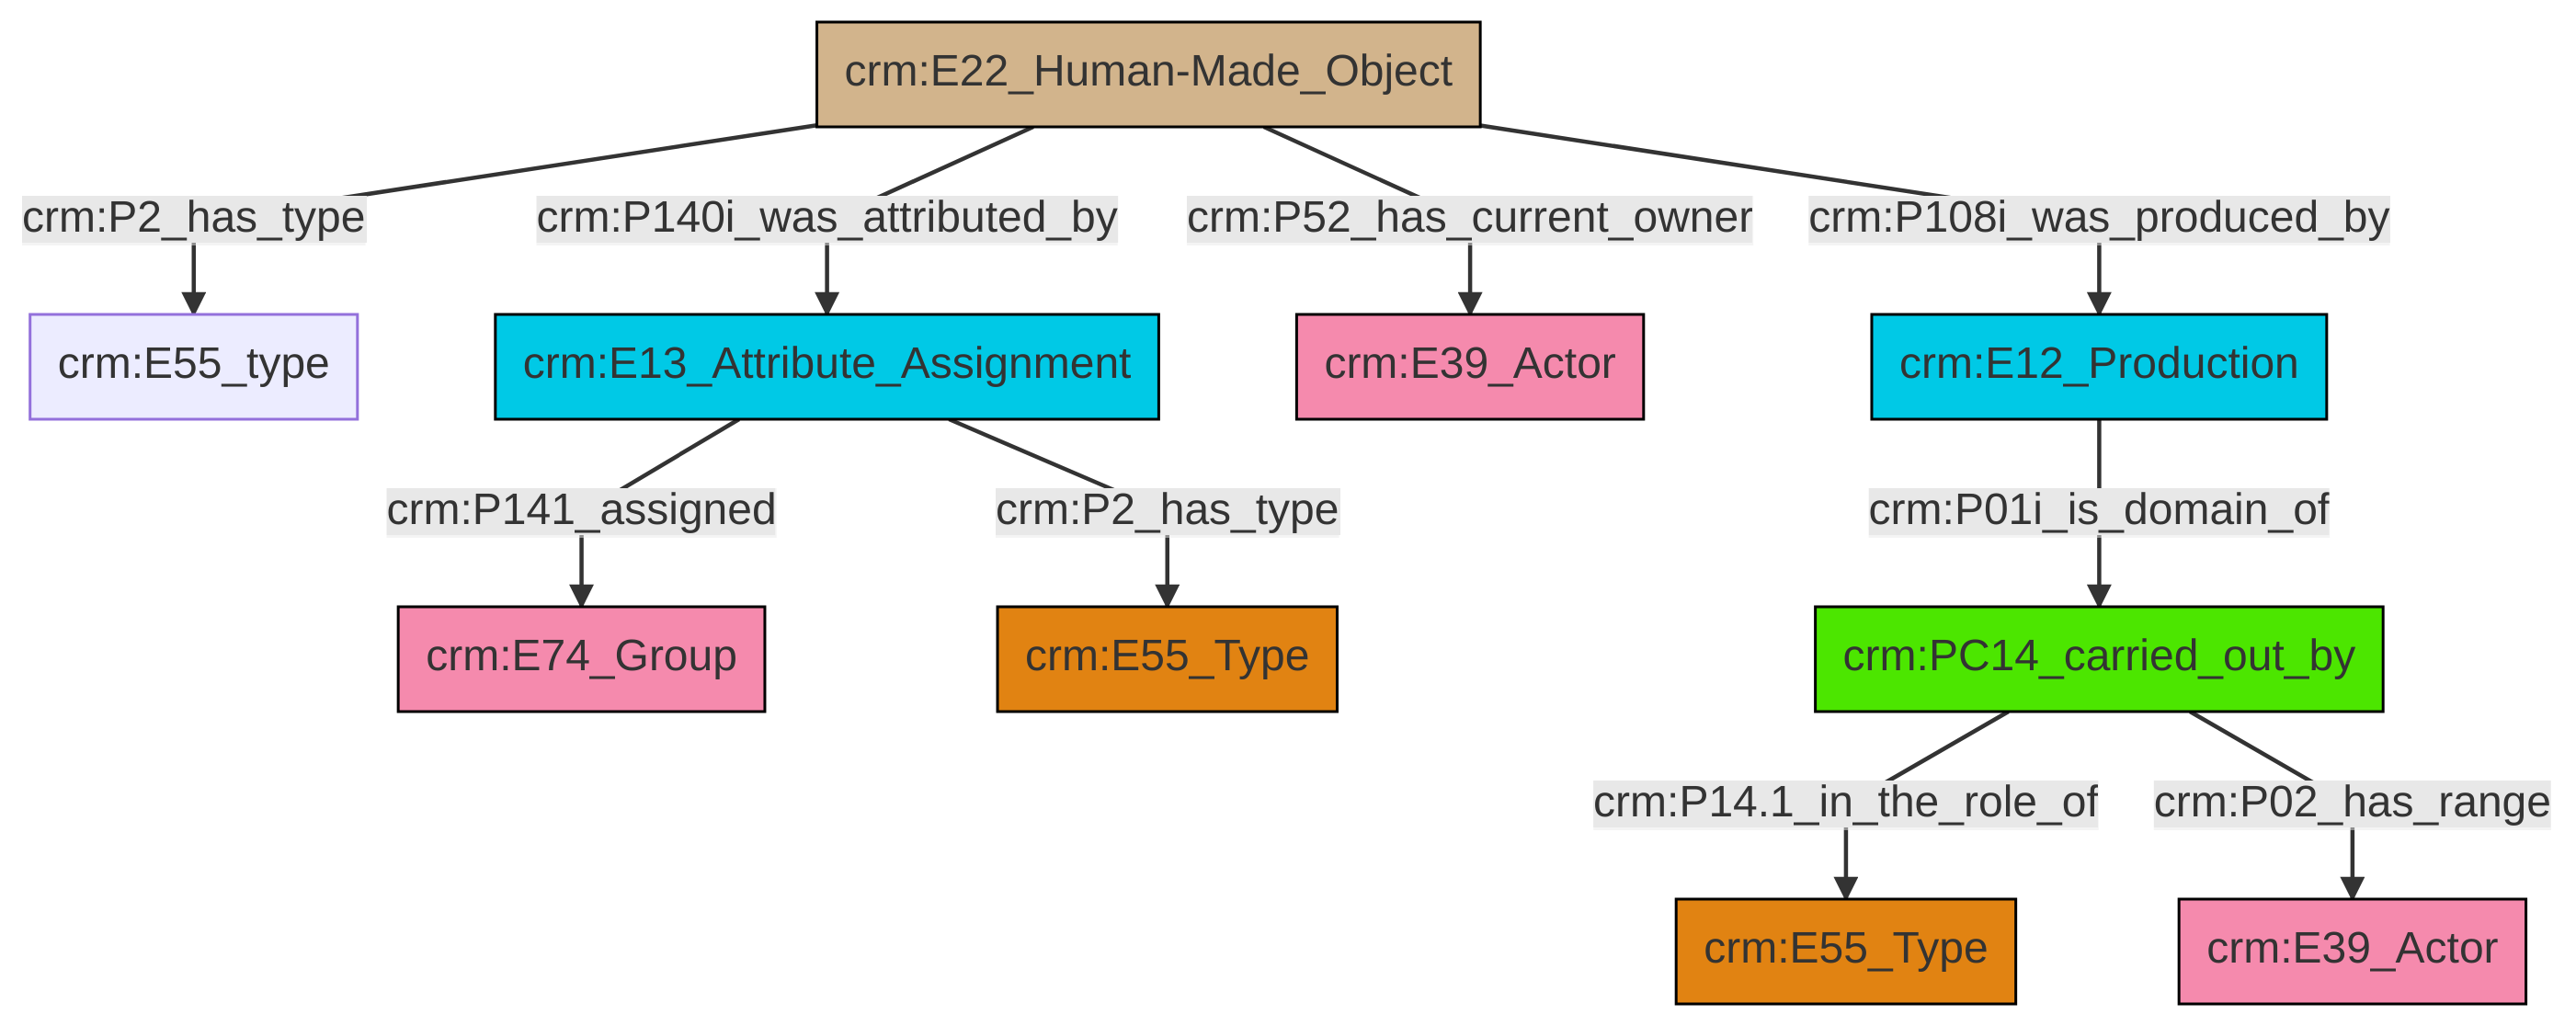 crm:E22_Human-Made_Object
crm:P2_has_type
crm:P140i_was_attributed_by
crm:P52_has_current_owner
crm:P108i_was_produced_by
crm:E55_type
crm:E13_Attribute_Assignment
crm:E39_Actor
crm:E12_Production
crm:P141_assigned
crm:P2_has_type
crm:P01i_is_domain_of
crm:E74_Group
crm:E55_Type
crm:PC14_carried_out_by
crm:P14.1_in_the_role_of
crm:P02_has_range
crm:E55_Type
crm:E39_Actor